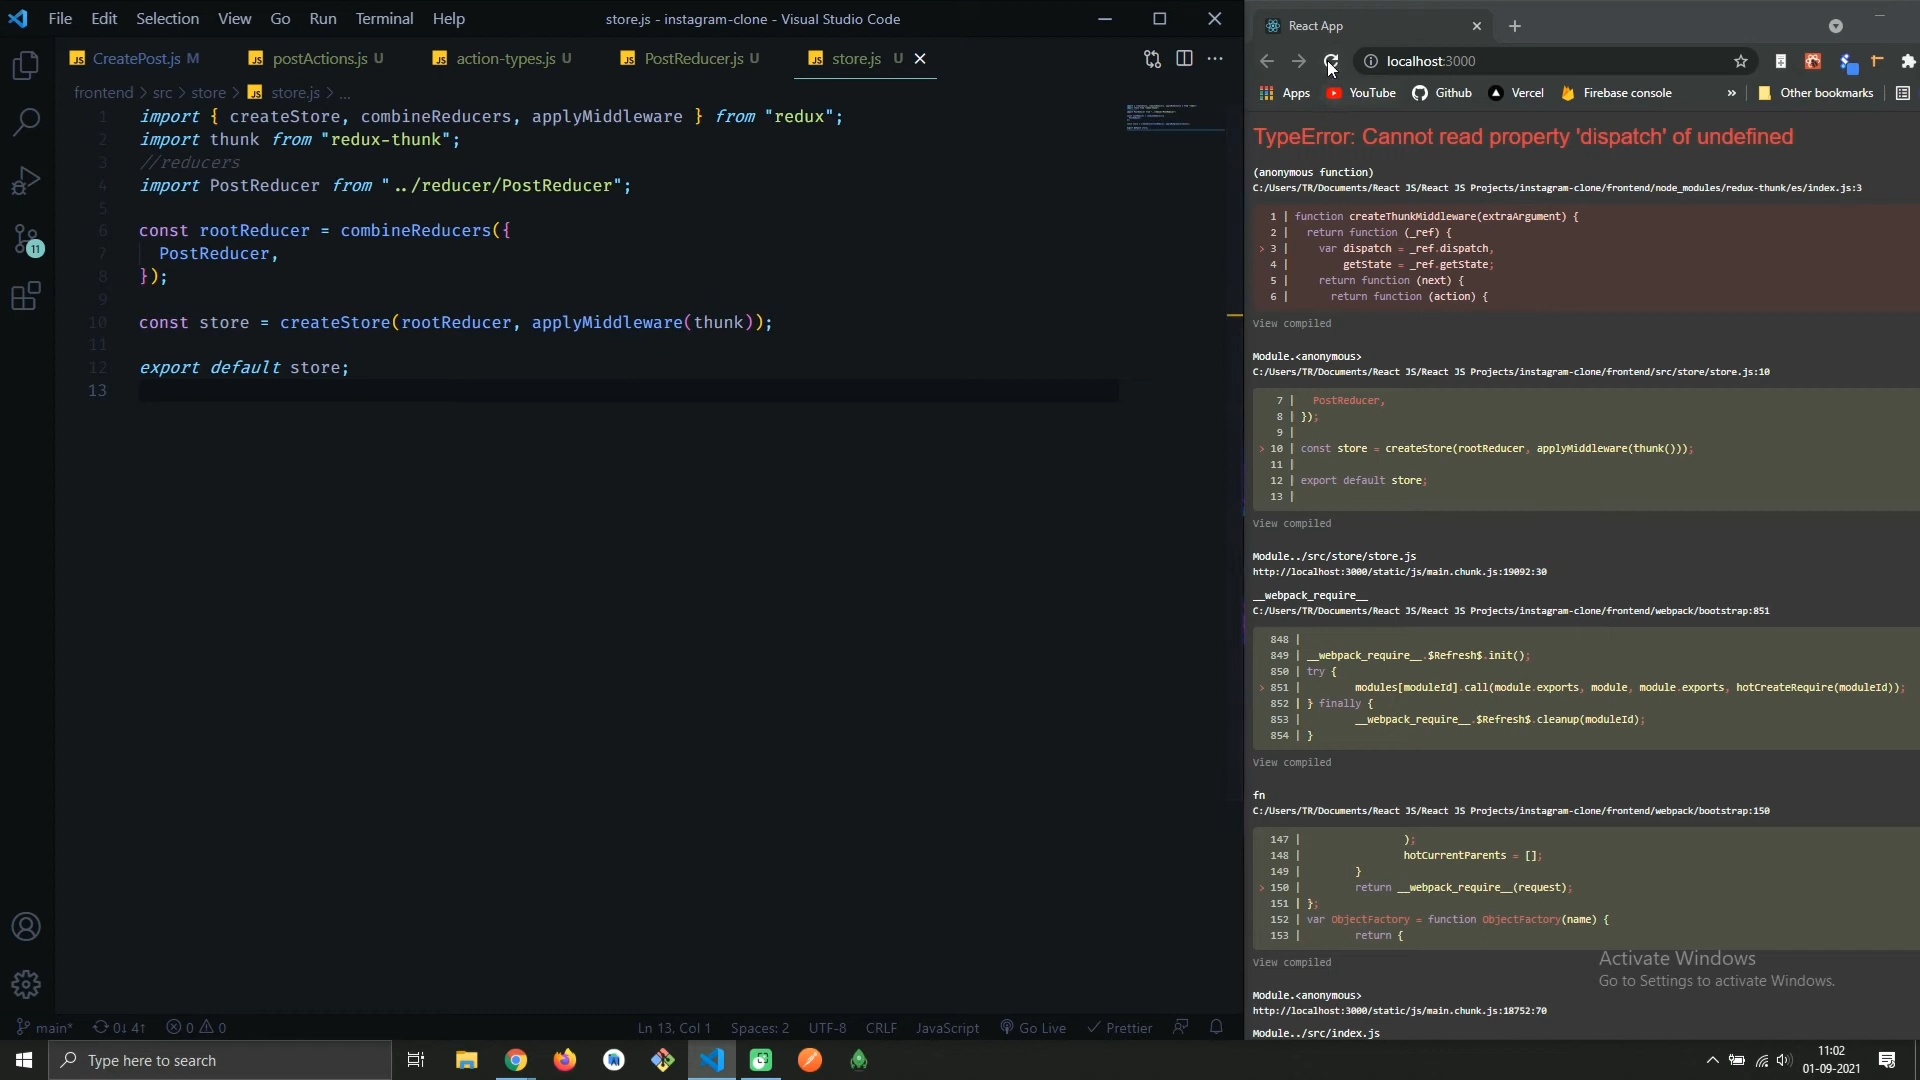 File Edit Selection View Go Run Terminal Help
store.js - instagram-clone - Visual Studio Code
CreatePost.js M
postActions.js U
action-types.js U
PostReducer.js U
store.js U
frontend > src > store > JS store.js > ...
1 import { createStore, combineReducers, applyMiddleware } from "redux";
2 import thunk from "redux-thunk";
3 //reducers
4 import PostReducer from "../reducer/PostReducer";
5
6 const rootReducer = combineReducers({
7 PostReducer,
8 });
9
10 const store = createStore(rootReducer, applyMiddleware(thunk));
11
12 export default store;
13
11
main* 0↓ 4↑ 0 0
Ln 13, Col 1 Spaces: 2 UTF-8 CRLF JavaScript Go Live Prettier
React App
localhost:3000
Apps YouTube Github Vercel Firebase console » Other bookmarks
TypeError: Cannot read property 'dispatch' of undefined
(anonymous function)
C:/Users/TR/Documents/React JS/React JS Projects/instagram-clone/frontend/node_modules/redux-thunk/es/index.js:3
1 | function createThunkMiddleware(extraArgument) {
2 | return function (_ref) {
> 3 | var dispatch = _ref.dispatch,
4 | getState = _ref.getState;
5 | return function (next) {
6 | return function (action) {
View compiled
Module.<anonymous>
C:/Users/TR/Documents/React JS/React JS Projects/instagram-clone/frontend/src/store/store.js:10
7 | PostReducer,
8 | });
9 |
> 10 | const store = createStore(rootReducer, applyMiddleware(thunk()));
11 |
12 | export default store;
13 |
View compiled
Module../src/store/store.js
http://localhost:3000/static/js/main.chunk.js:19092:30
__webpack_require__
C:/Users/TR/Documents/React JS/React JS Projects/instagram-clone/frontend/webpack/bootstrap:851
848 |
849 | __webpack_require__.$Refresh$.init();
850 | try {
> 851 | modules[moduleId].call(module.exports, module, module.exports, hotCreateRequire(moduleId));
852 | } finally {
853 | __webpack_require__.$Refresh$.cleanup(moduleId);
854 | }
View compiled
fn
C:/Users/TR/Documents/React JS/React JS Projects/instagram-clone/frontend/webpack/bootstrap:150
147 | );
148 | hotCurrentParents = [];
149 | }
> 150 | return __webpack_require__(request);
151 | };
152 | var ObjectFactory = function ObjectFactory(name) {
153 | return {
View compiled
Module.<anonymous>
http://localhost:3000/static/js/main.chunk.js:18752:70
Module../src/index.js
Activate Windows
Go to Settings to activate Windows.
Type here to search
11:02
01-09-2021